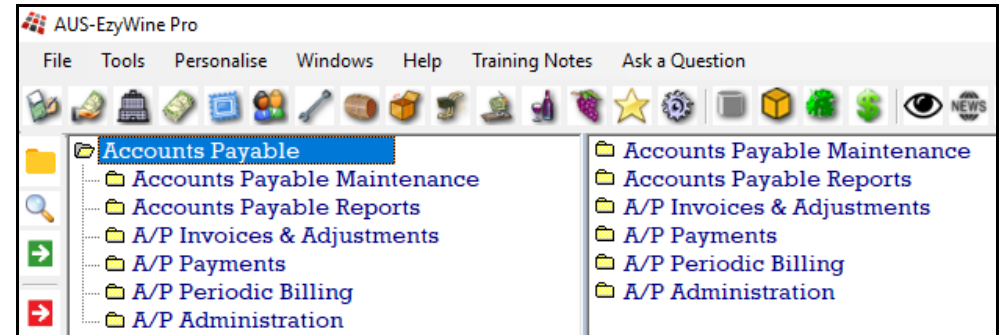 AUS-EzyWine Pro
File Tools Personalise Windows Help Training Notes Ask a Question
NEWS
Accounts Payable
Accounts Payable Maintenance
Accounts Payable Reports
A/P Invoices & Adjustments
A/P Payments
A/P Periodic Billing
A/P Administration
Accounts Payable Maintenance
Accounts Payable Reports
A/P Invoices & Adjustments
A/P Payments
A/P Periodic Billing
A/P Administration